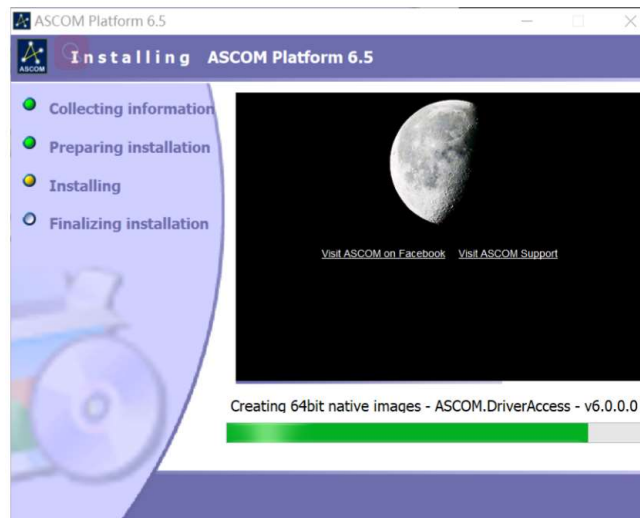 ASCOM Platform 6.5
ASCOM
Installing ASCOM Platform 6.5
Collecting information
Preparing installation
Installing
Finalizing installation
Visit ASCOM on Facebook Visit ASCOM Support
Creating 64bit native images - ASCOM.DriverAccess - v6.0.0.0